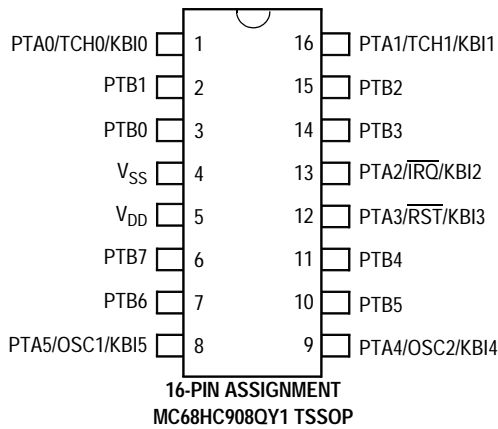 PTA0/TCH0/KBI0 1 16 PTA1/TCH1/KBI1
PTB1 2 15 PTB2
PTB0 3 14 PTB3
VSS 4 13 PTA2/IRQ/KBI2
VDD 5 12 PTA3/RST/KBI3
PTB7 6 11 PTB4
PTB6 7 10 PTB5
PTA5/OSC1/KBI5 8 9 PTA4/OSC2/KBI4
16-PIN ASSIGNMENT
MC68HC908QY1 TSSOP